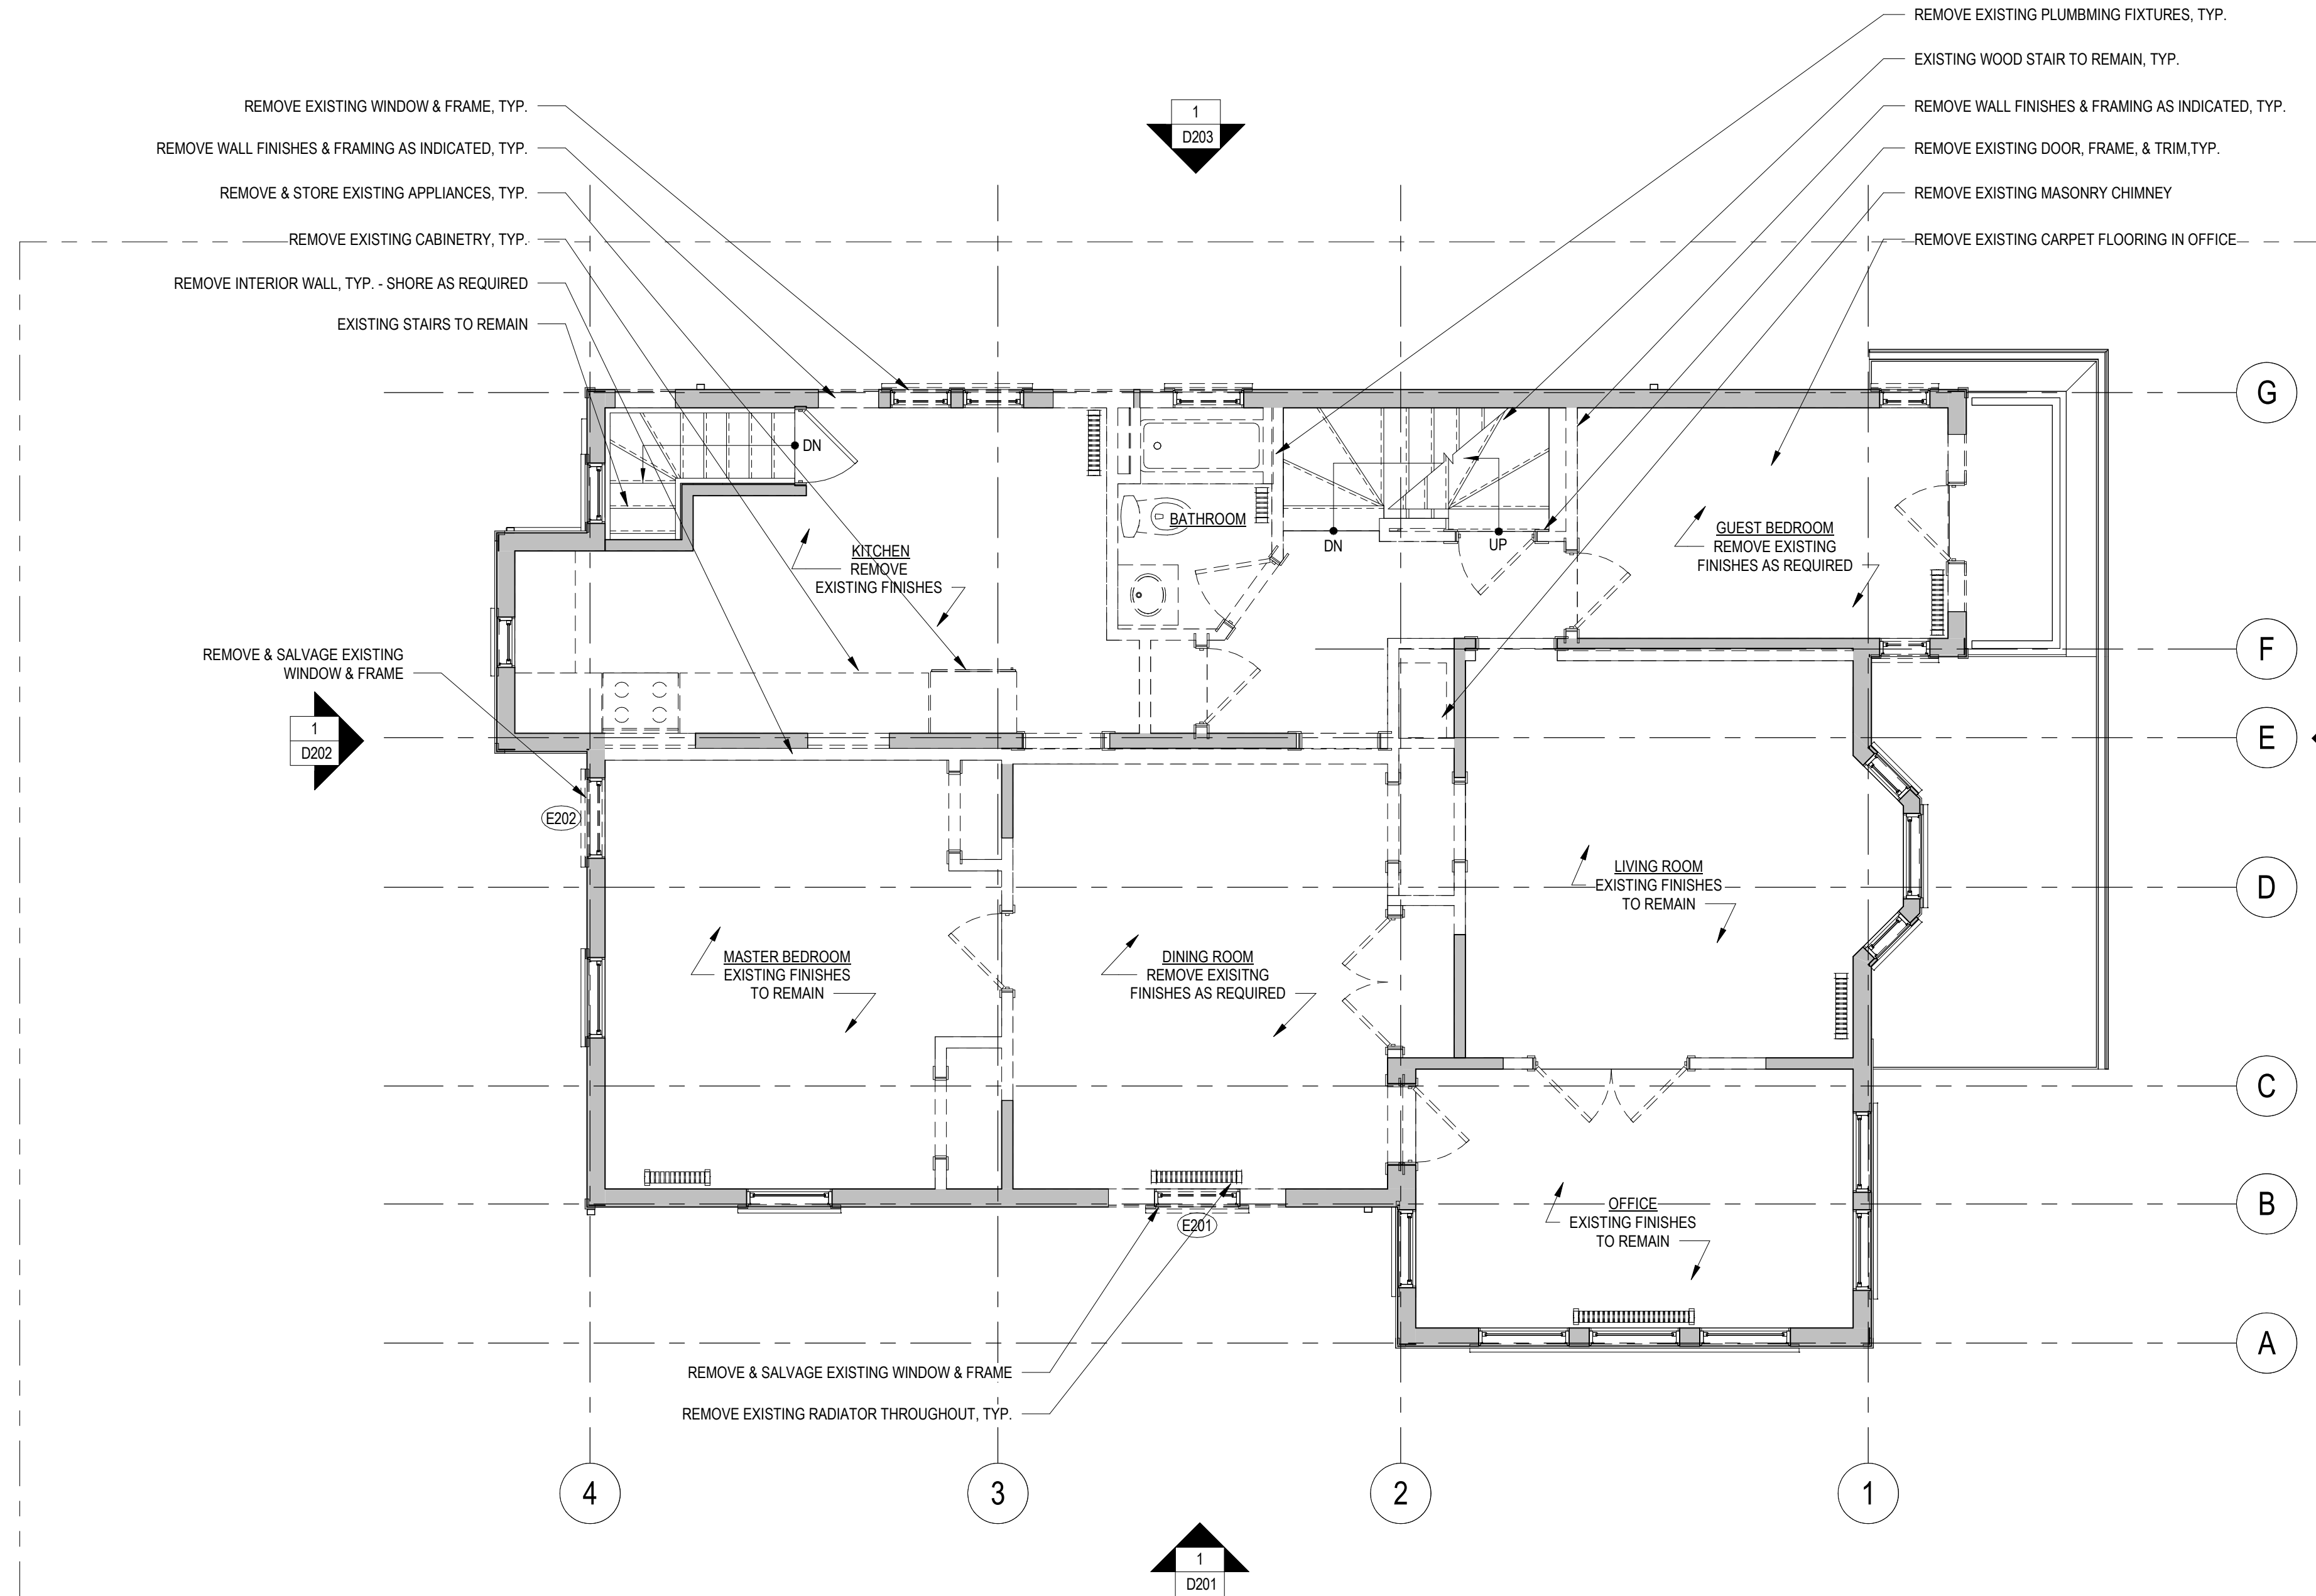 REMOVE EXISTING PLUMBMING FIXTURES, TYP.
EXISTING WOOD STAIR TO REMAIN, TYP.
REMOVE WALL FINISHES & FRAMING AS INDICATED, TYP.
REMOVE EXISTING DOOR, FRAME, & TRIM,TYP.
REMOVE EXISTING MASONRY CHIMNEY
REMOVE EXISTING CARPET FLOORING IN OFFICE
REMOVE EXISTING WINDOW & FRAME, TYP.
REMOVE WALL FINISHES & FRAMING AS INDICATED, TYP.
REMOVE & STORE EXISTING APPLIANCES, TYP.
REMOVE EXISTING CABINETRY, TYP.
REMOVE INTERIOR WALL, TYP. - SHORE AS REQUIRED
EXISTING STAIRS TO REMAIN
1
D203
G
DN
BATHROOM
KITCHEN
REMOVE
EXISTING FINISHES
DN
UP
GUEST BEDROOM
REMOVE EXISTING
FINISHES AS REQUIRED
F
REMOVE & SALVAGE EXISTING
WINDOW & FRAME
1
D202
E
E202
LIVING ROOM
EXISTING FINISHES
TO REMAIN
D
MASTER BEDROOM
EXISTING FINISHES
TO REMAIN
DINING ROOM
REMOVE EXISITNG
FINISHES AS REQUIRED
C
OFFICE
EXISTING FINISHES
TO REMAIN
B
E201
A
REMOVE & SALVAGE EXISTING WINDOW & FRAME
REMOVE EXISTING RADIATOR THROUGHOUT, TYP.
4
3
2
1
1
D201